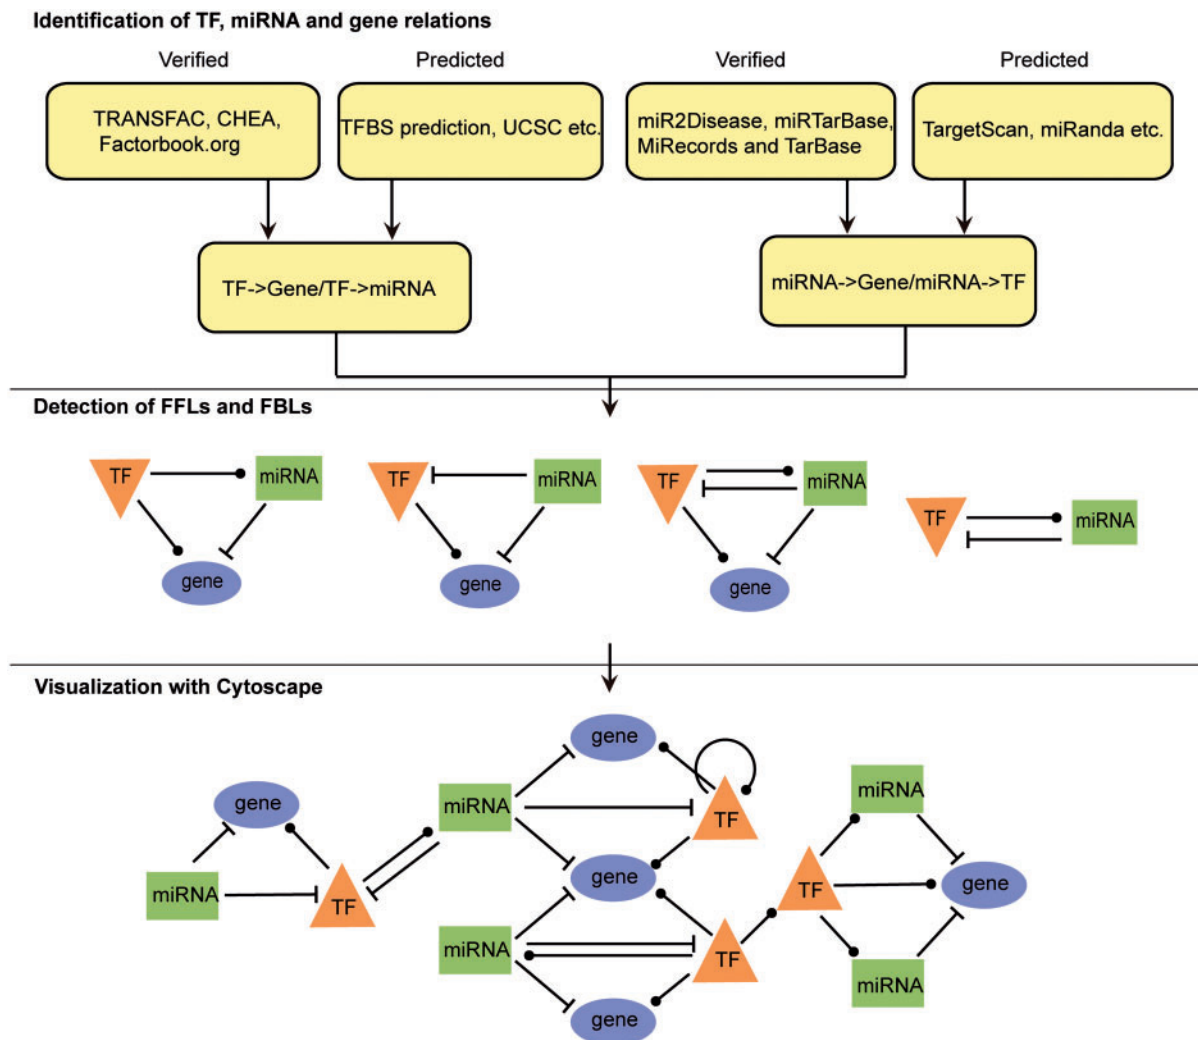 Identification of TF, miRNA and gene relations
Verified
Predicted
Verified
Predicted
TRANSFAC, CHEA,
Factorbook.org
TFBS prediction, UCSC etc.
miR2Disease, miRTarBase,
MiRecords and TarBase
TargetScan, miRanda etc.
TF->Gene/TF->miRNA
miRNA->Gene/miRNA->TF
Detection of FFLs and FBLs
TF
miRNA
gene
TF
miRNA
gene
TF
miRNA
gene
TF
miRNA
Visualization with Cytoscape
gene
miRNA
TF
miRNA
gene
TF
gene
miRNA
TF
gene
TF
miRNA
gene
miRNA